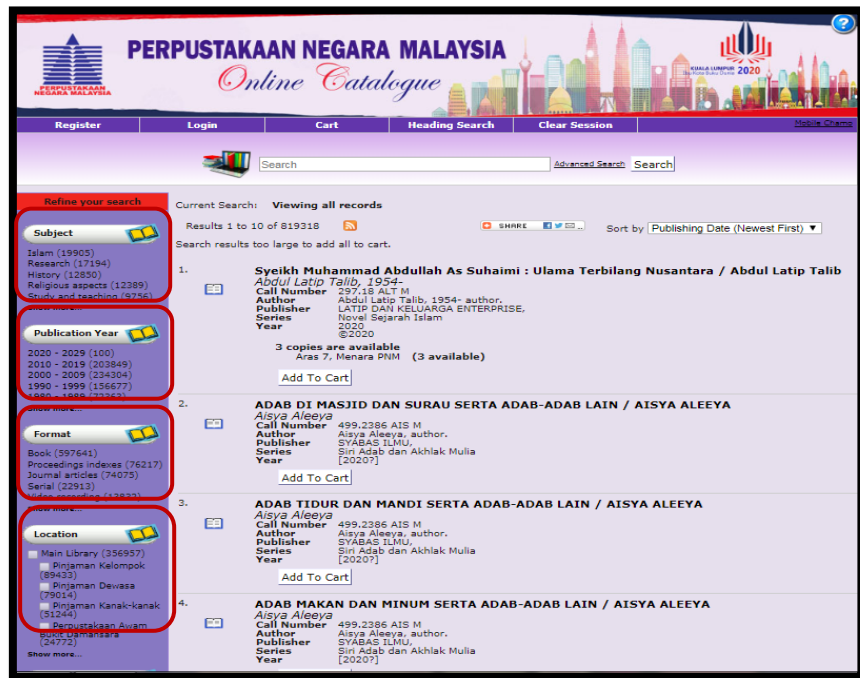 PERPUSTAKAAN NEGARA MALAYSIA
Online Catalogue
PERPUSTAKAAN
NEGARA MALAYSIA
KUALA LUMPUR 2020
?
Register Login Cart Heading Search Clear Session Mobile Chamo
Search Advanced Search Search
Refine your search
Subject
Islam (19905)
Research (17194)
History (12850)
Religious aspects (12389)
Study and teaching (9756)
Show more...
Publication Year
2020 - 2029 (100)
2010 - 2019 (203849)
2000 - 2009 (234304)
1990 - 1999 (156677)
1980 - 1989 (72363)
Show more...
Format
Book (597641)
Proceedings indexes (76217)
Journal articles (74075)
Serial (22913)
Video recording (13832)
Show more...
Location
Main Library (356957)
Pinjaman Kelompok
(89433)
Pinjaman Dewasa
(79014)
Pinjaman Kanak-kanak
(51244)
Perpustakaan Awam
Bukit Damansara
(24772)
Show more...
Current Search: Viewing all records
Results 1 to 10 of 819318 SHARE Sort by Publishing Date (Newest First) ▼
Search results too large to add all to cart.
1. Syeikh Muhammad Abdullah As Suhaimi : Ulama Terbilang Nusantara / Abdul Latip Talib
Abdul Latip Talib, 1954-
Call Number 297.18 ALT M
Author Abdul Latip Talib, 1954- author.
Publisher LATIP DAN KELUARGA ENTERPRISE,
Series Novel Sejarah Islam
Year 2020
©2020
3 copies are available
Aras 7, Menara PNM (3 available)
Add To Cart
2. ADAB DI MASJID DAN SURAU SERTA ADAB-ADAB LAIN / AISYA ALEEYA
Aisya Aleeya
Call Number 499.2386 AIS M
Author Aisya Aleeya, author.
Publisher SYABAS ILMU,
Series Siri Adab dan Akhlak Mulia
Year [2020?]
Add To Cart
3. ADAB TIDUR DAN MANDI SERTA ADAB-ADAB LAIN / AISYA ALEEYA
Aisya Aleeya
Call Number 499.2386 AIS M
Author Aisya Aleeya, author.
Publisher SYABAS ILMU,
Series Siri Adab dan Akhlak Mulia
Year [2020?]
Add To Cart
4. ADAB MAKAN DAN MINUM SERTA ADAB-ADAB LAIN / AISYA ALEEYA
Aisya Aleeya
Call Number 499.2386 AIS M
Author Aisya Aleeya, author.
Publisher SYABAS ILMU,
Series Siri Adab dan Akhlak Mulia
Year [2020?]